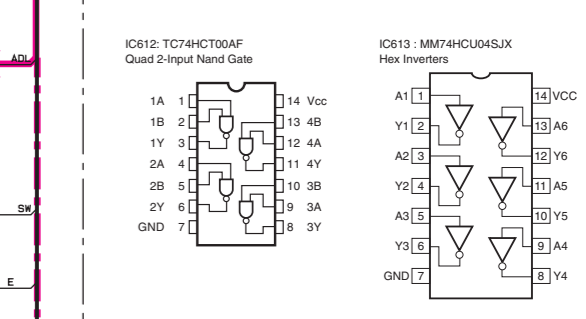 ADL
SW
E
IC612: TC74HCT00AF
Quad 2-Input Nand Gate
1A 1 14 Vcc
1B 2 13 4B
1Y 3 12 4A
2A 4 11 4Y
2B 5 10 3B
2Y 6 9 3A
GND 7 8 3Y
IC613 : MM74HCU04SJX
Hex Inverters
A1 1 14 VCC
Y1 2 13 A6
A2 3 12 Y6
Y2 4 11 A5
A3 5 10 Y5
Y3 6 9 A4
GND 7 8 Y4